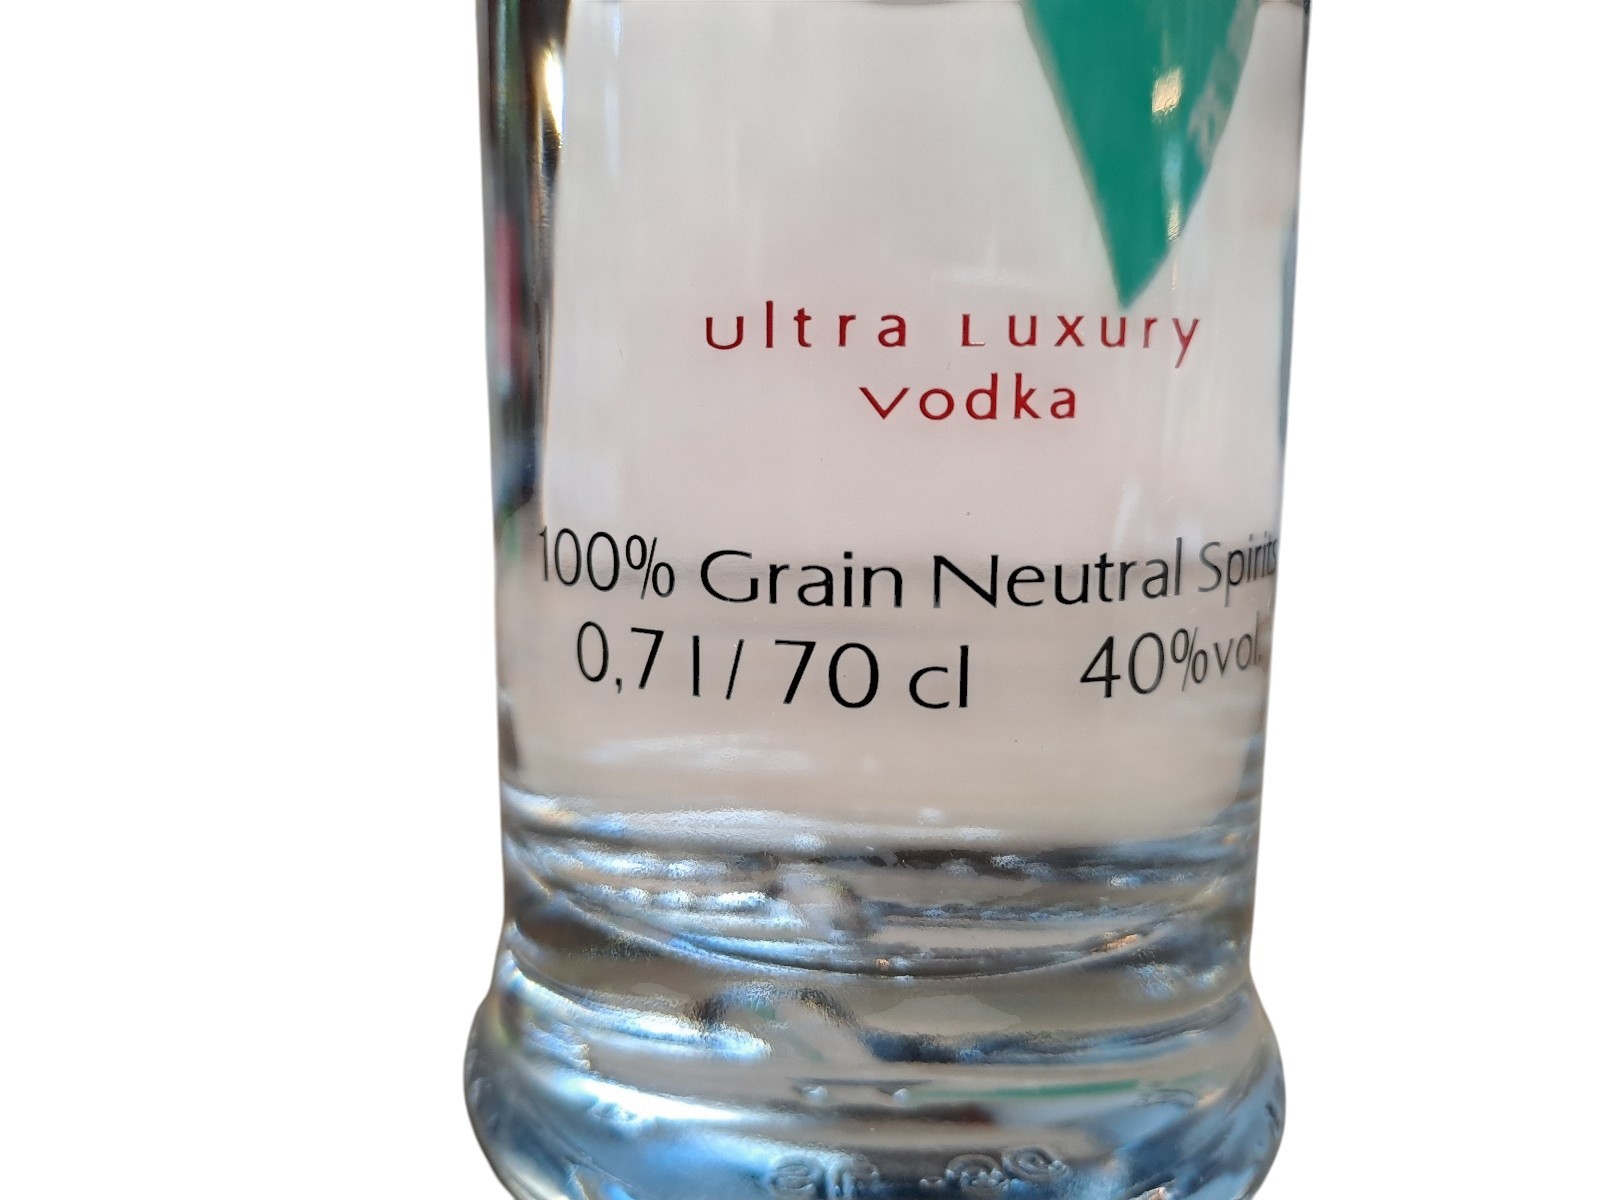 ultra Luxury
vodka
100% Grain Neutral Spirits
0,7 l / 70 cl 40%vol.